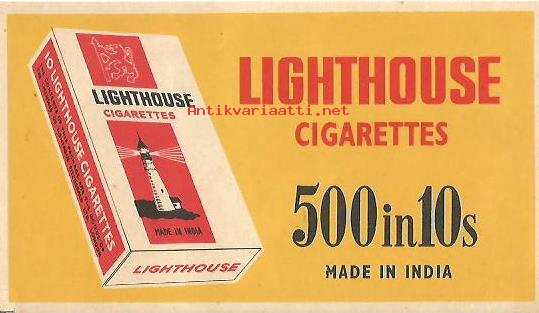 LIGHTHOUSE
CIGARETTES
10 LIGHTHOUSE CIGARETTES
MADE IN INDIA
LIGHTHOUSE
Antikvariaatti.net
LIGHTHOUSE
CIGARETTES
500 in 10s
MADE IN INDIA